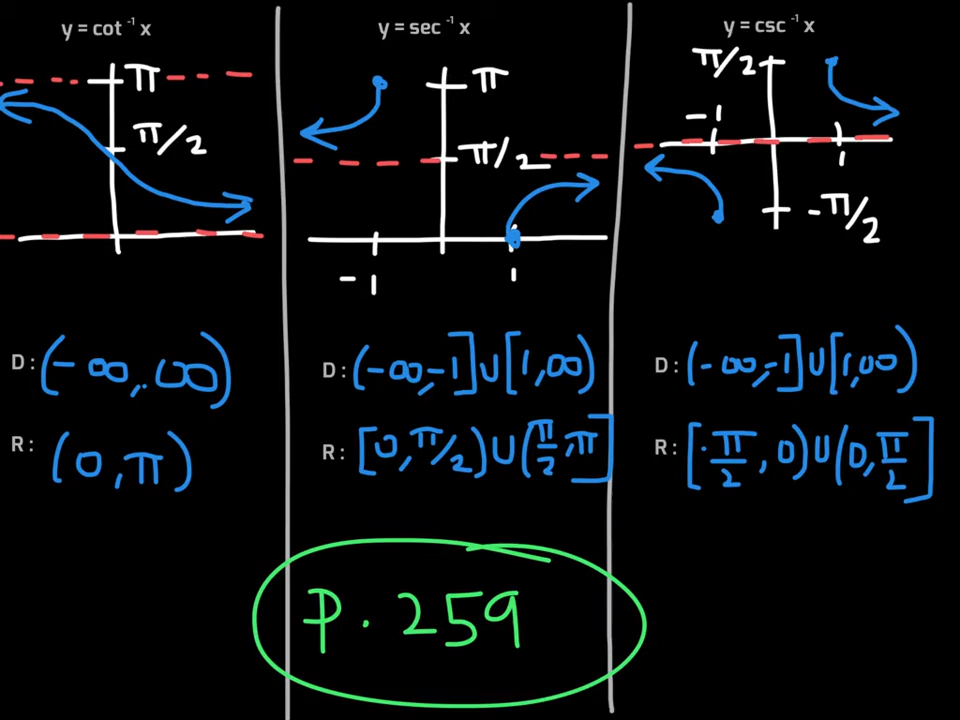 y = cot⁻¹ x
π
π/2
D: (-∞, ∞)
R: (0, π)
y = sec⁻¹ x
π
π/2
-1 1
D: (-∞, -1] ∪ [1, ∞)
R: [0, π/2) ∪ (π/2, π]
y = csc⁻¹ x
π/2
-1
1
-π/2
D: (-∞, -1] ∪ [1, ∞)
R: [-π/2, 0) ∪ (0, π/2]
P. 259